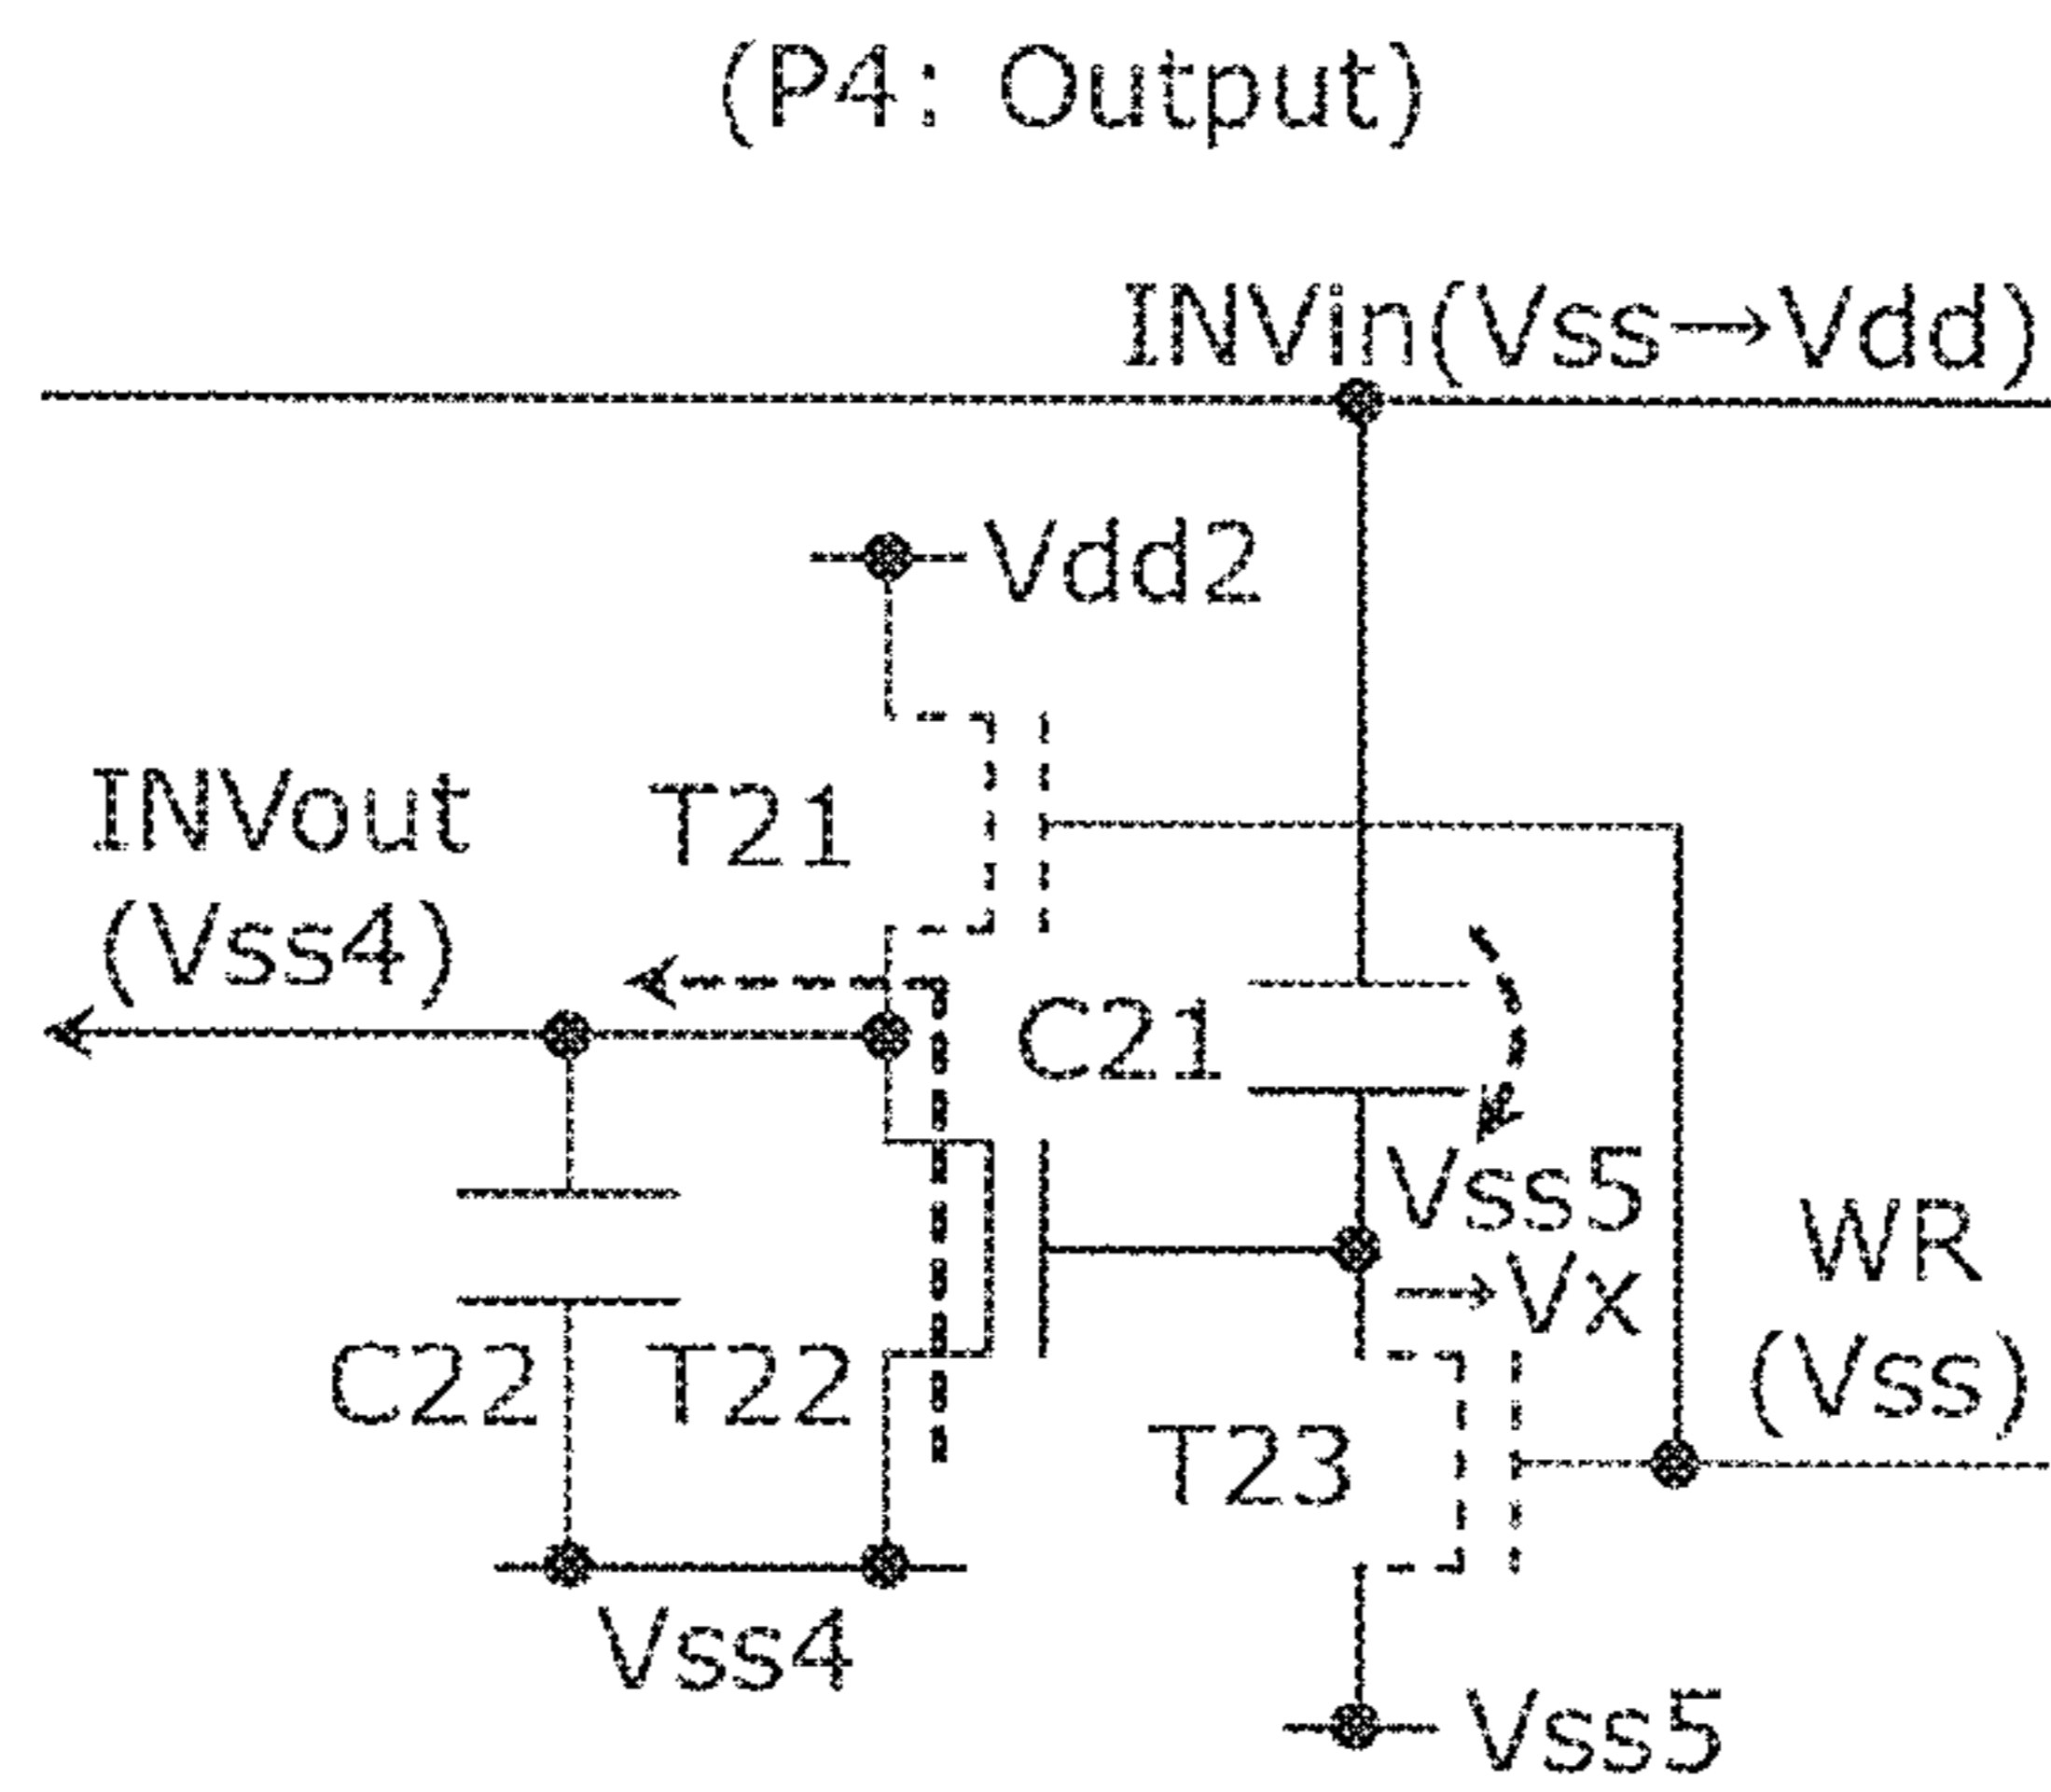 (P4: Output)
INVin(Vss→Vdd)
Vdd2
INVout
(Vss4)
T21
C21
Vss5
→Vx
WR
(Vss)
C22
T22
T23
Vss4
Vss5